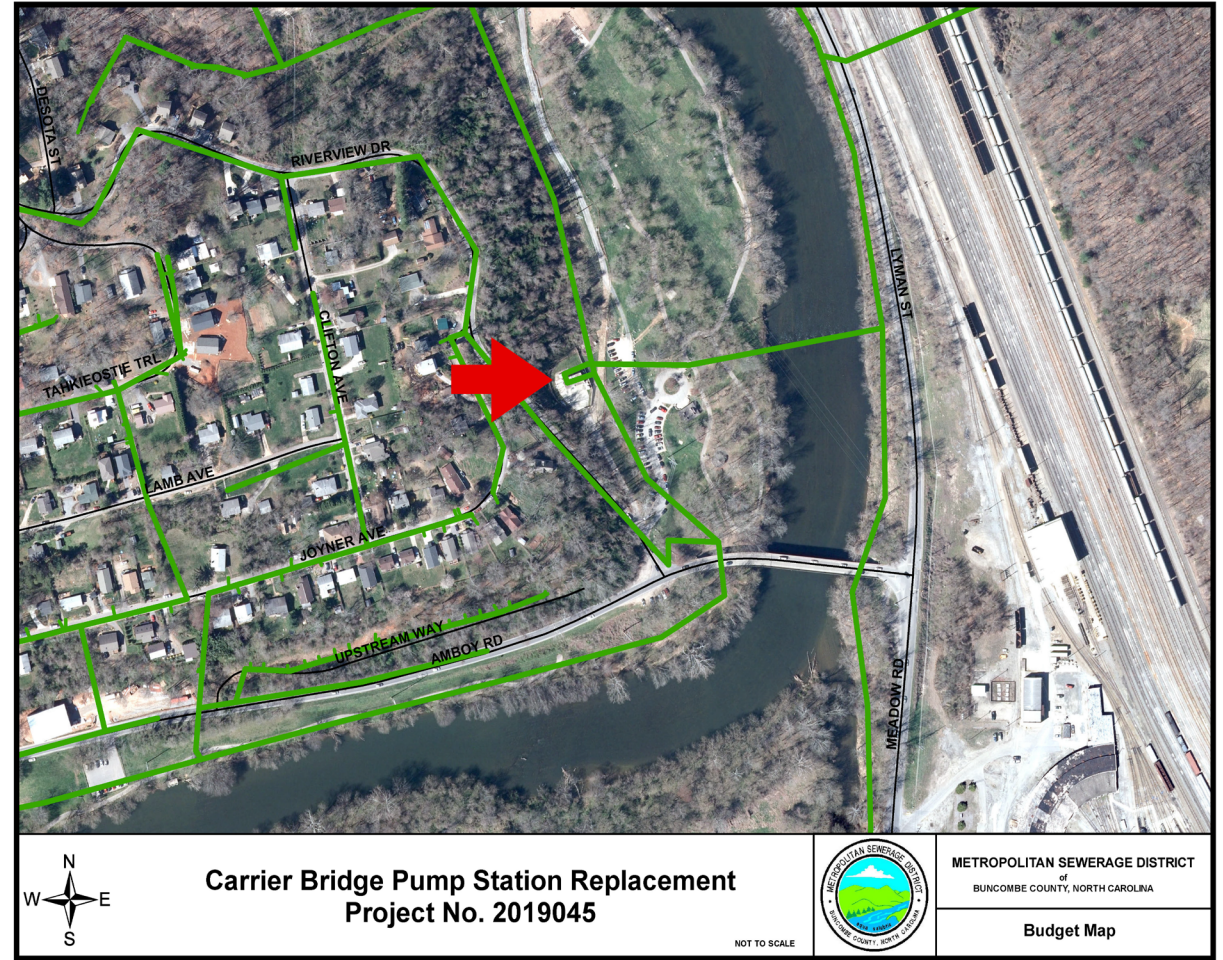 DESOTA ST
RIVERVIEW DR
LYMAN ST
CLIFTON AVE
TAHKIEOSTIE TRL
LAMB AVE
JOYNER AVE
UPSTREAM WAY
AMBOY RD
MEADOW RD
N
W E
S
Carrier Bridge Pump Station Replacement
Project No. 2019045
NOT TO SCALE
METROPOLITAN SEWERAGE DISTRICT
BUNCOMBE COUNTY, NORTH CAROLINA
METROPOLITAN SEWERAGE DISTRICT
of
BUNCOMBE COUNTY, NORTH CAROLINA
Budget Map